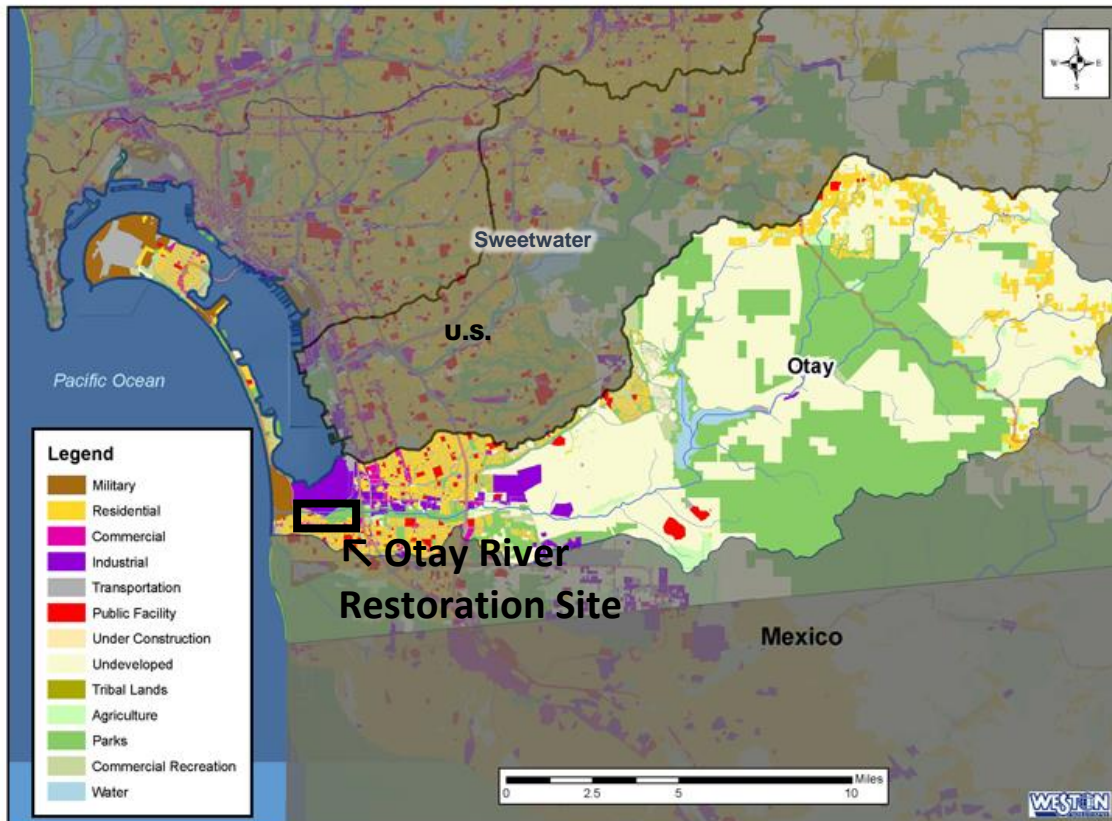 N
W E
S
Sweetwater
U.S.
Pacific Ocean
Otay
Legend
Military
Residential
Commercial
Industrial
Transportation
Public Facility
Under Construction
Undeveloped
Tribal Lands
Agriculture
Parks
Commercial Recreation
Water
↖ Otay River
Restoration Site
Mexico
Miles
0 2.5 5 10
WESTON